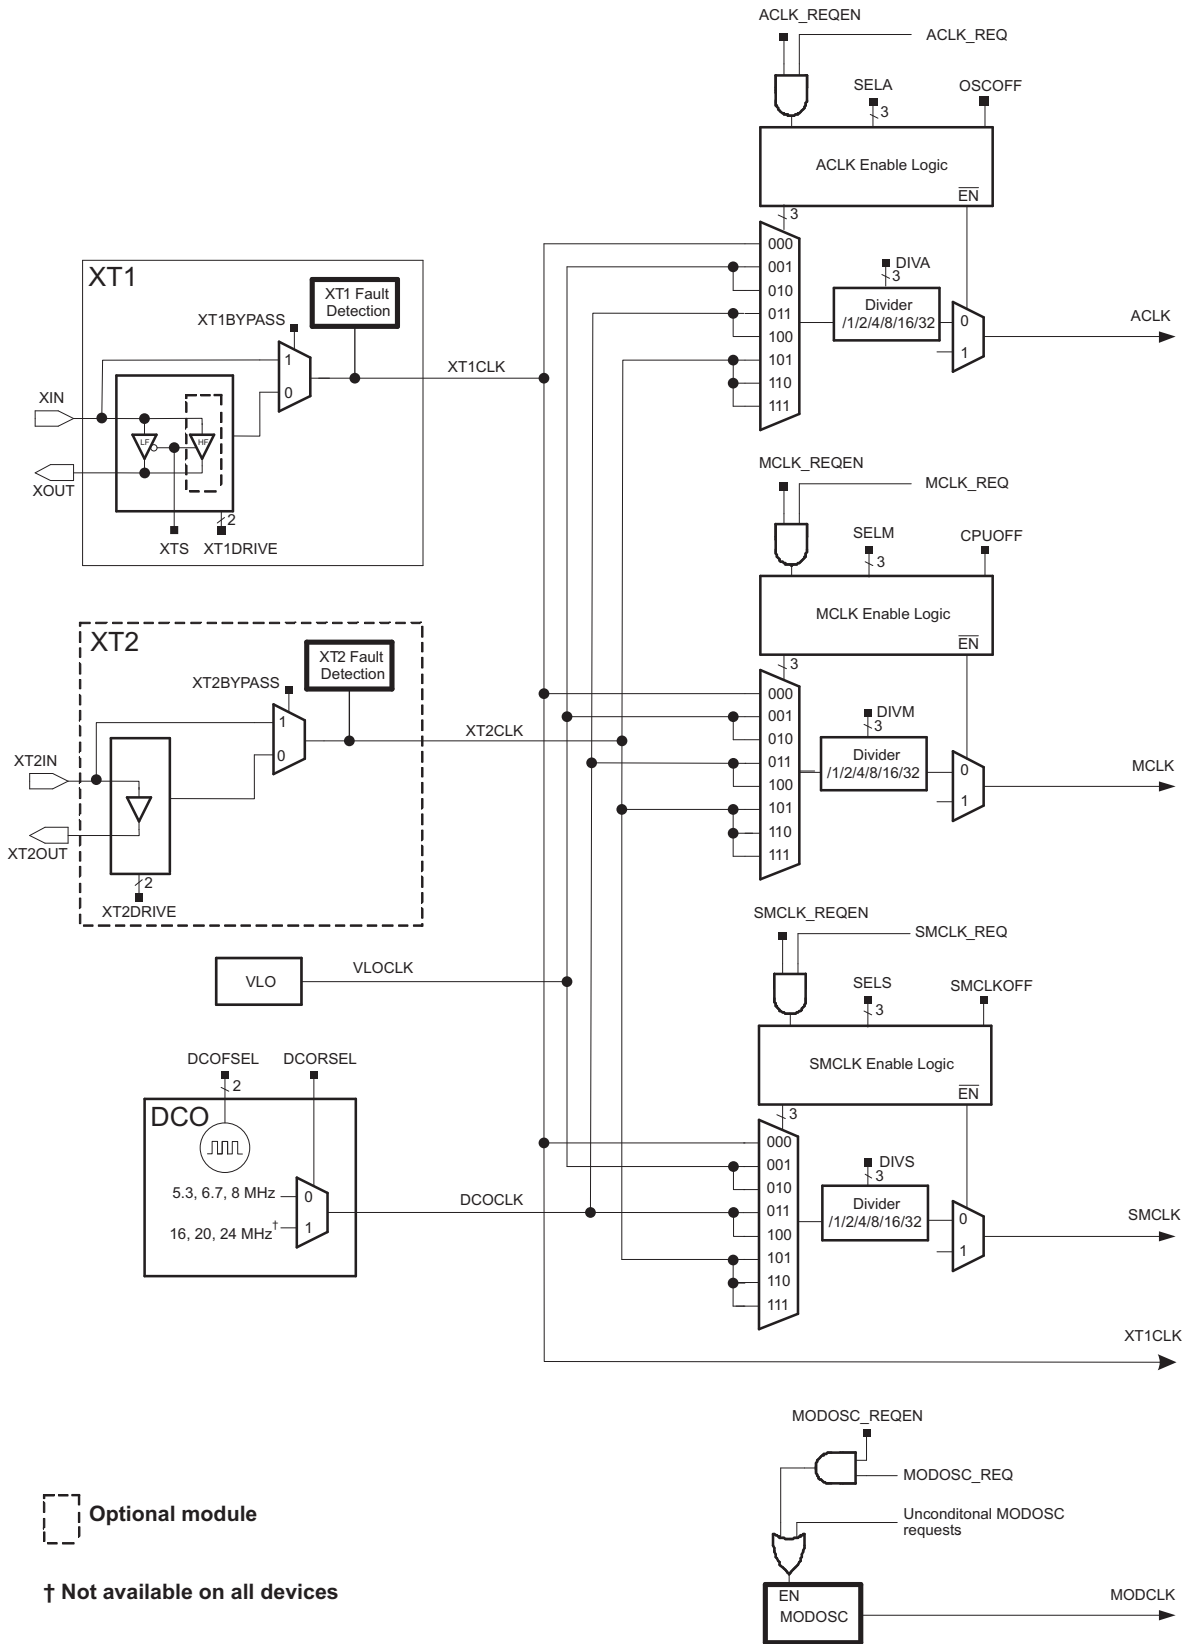 ACLK_REQEN
ACLK_REQ
SELA
OSCOFF
3
ACLK Enable Logic
EN
3
000
001
010
011
100
101
110
111
DIVA
3
Divider
/1/2/4/8/16/32
0
1
ACLK
XT1
XT1 Fault
Detection
XT1BYPASS
1
0
XT1CLK
XIN
LF
HF
XOUT
2
XTS
XT1DRIVE
MCLK_REQEN
MCLK_REQ
SELM
CPUOFF
3
MCLK Enable Logic
EN
3
000
001
010
011
100
101
110
111
DIVM
3
Divider
/1/2/4/8/16/32
0
1
MCLK
XT2
XT2 Fault
Detection
XT2BYPASS
1
0
XT2CLK
XT2IN
XT2OUT
2
XT2DRIVE
SMCLK_REQEN
SMCLK_REQ
SELS
SMCLKOFF
3
SMCLK Enable Logic
EN
3
000
001
010
011
100
101
110
111
DIVS
3
Divider
/1/2/4/8/16/32
0
1
SMCLK
VLO
VLOCLK
DCOFSEL
DCORSEL
2
DCO
5.3, 6.7, 8 MHz
0
16, 20, 24 MHz†
1
DCOCLK
XT1CLK
MODOSC_REQEN
MODOSC_REQ
Unconditonal MODOSC
requests
EN
MODOSC
MODCLK
Optional module
† Not available on all devices